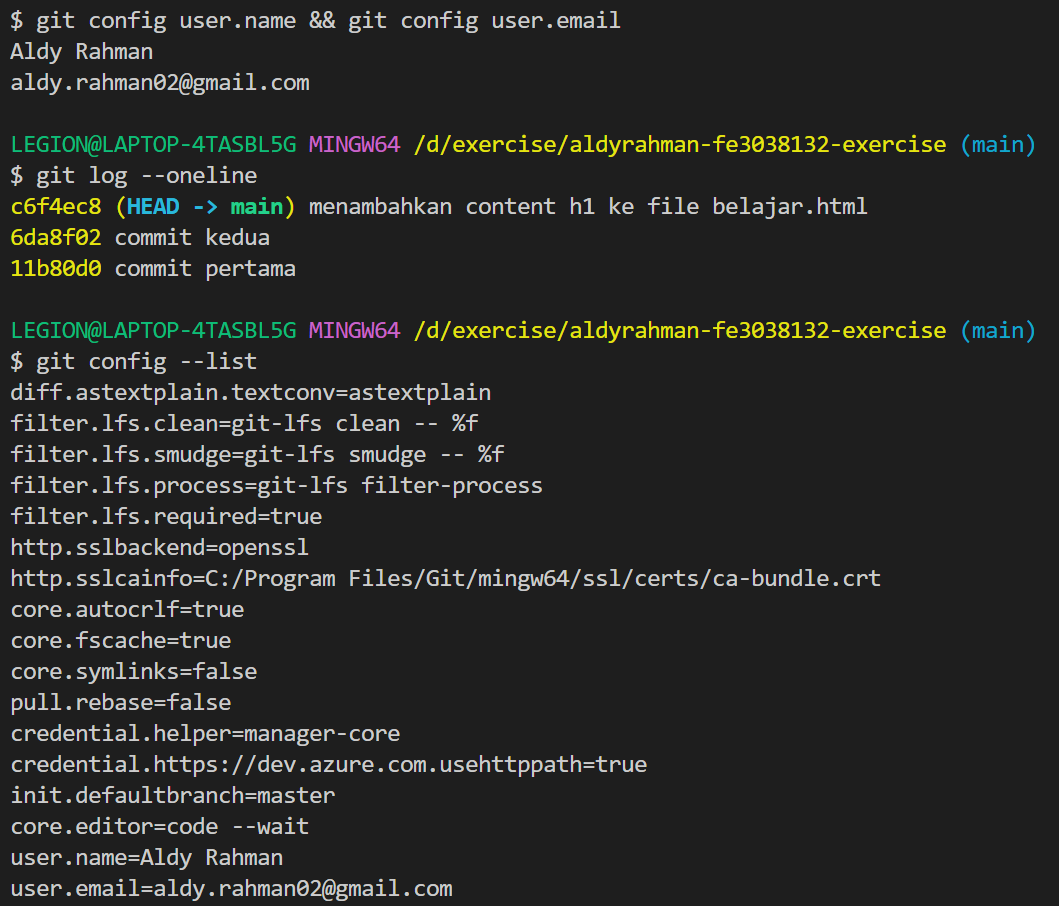 $ git config user.name && git config user.email
Aldy Rahman
aldy.rahman02@gmail.com
LEGION@LAPTOP-4TASBL5G MINGW64 /d/exercise/aldyrahman-fe3038132-exercise (main)
$ git log --oneline
c6f4ec8 (HEAD -> main) menambahkan content h1 ke file belajar.html
6da8f02 commit kedua
11b80d0 commit pertama
LEGION@LAPTOP-4TASBL5G MINGW64 /d/exercise/aldyrahman-fe3038132-exercise (main)
$ git config --list
diff.astextplain.textconv=astextplain
filter.lfs.clean=git-lfs clean -- %f
filter.lfs.smudge=git-lfs smudge -- %f
filter.lfs.process=git-lfs filter-process
filter.lfs.required=true
http.sslbackend=openssl
http.sslcainfo=C:/Program Files/Git/mingw64/ssl/certs/ca-bundle.crt
core.autocrlf=true
core.fscache=true
core.symlinks=false
pull.rebase=false
credential.helper=manager-core
credential.https://dev.azure.com.usehttppath=true
init.defaultbranch=master
core.editor=code --wait
user.name=Aldy Rahman
user.email=aldy.rahman02@gmail.com